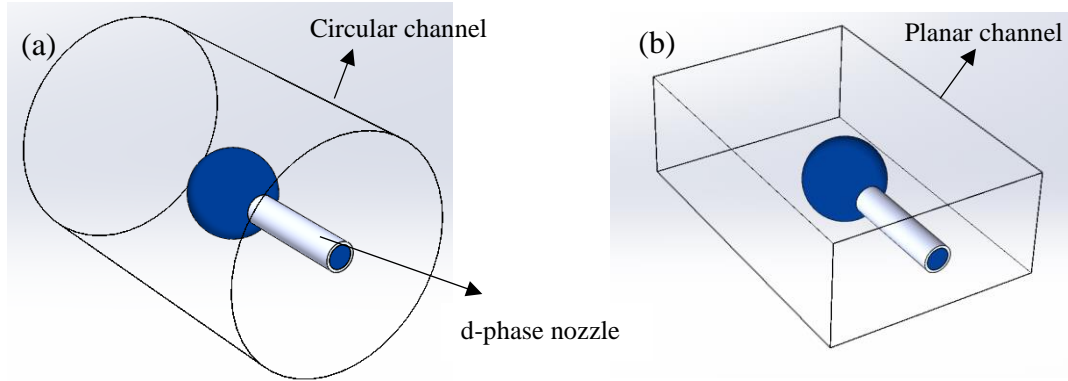 (a)
Circular channel
d-phase nozzle
(b)
Planar channel